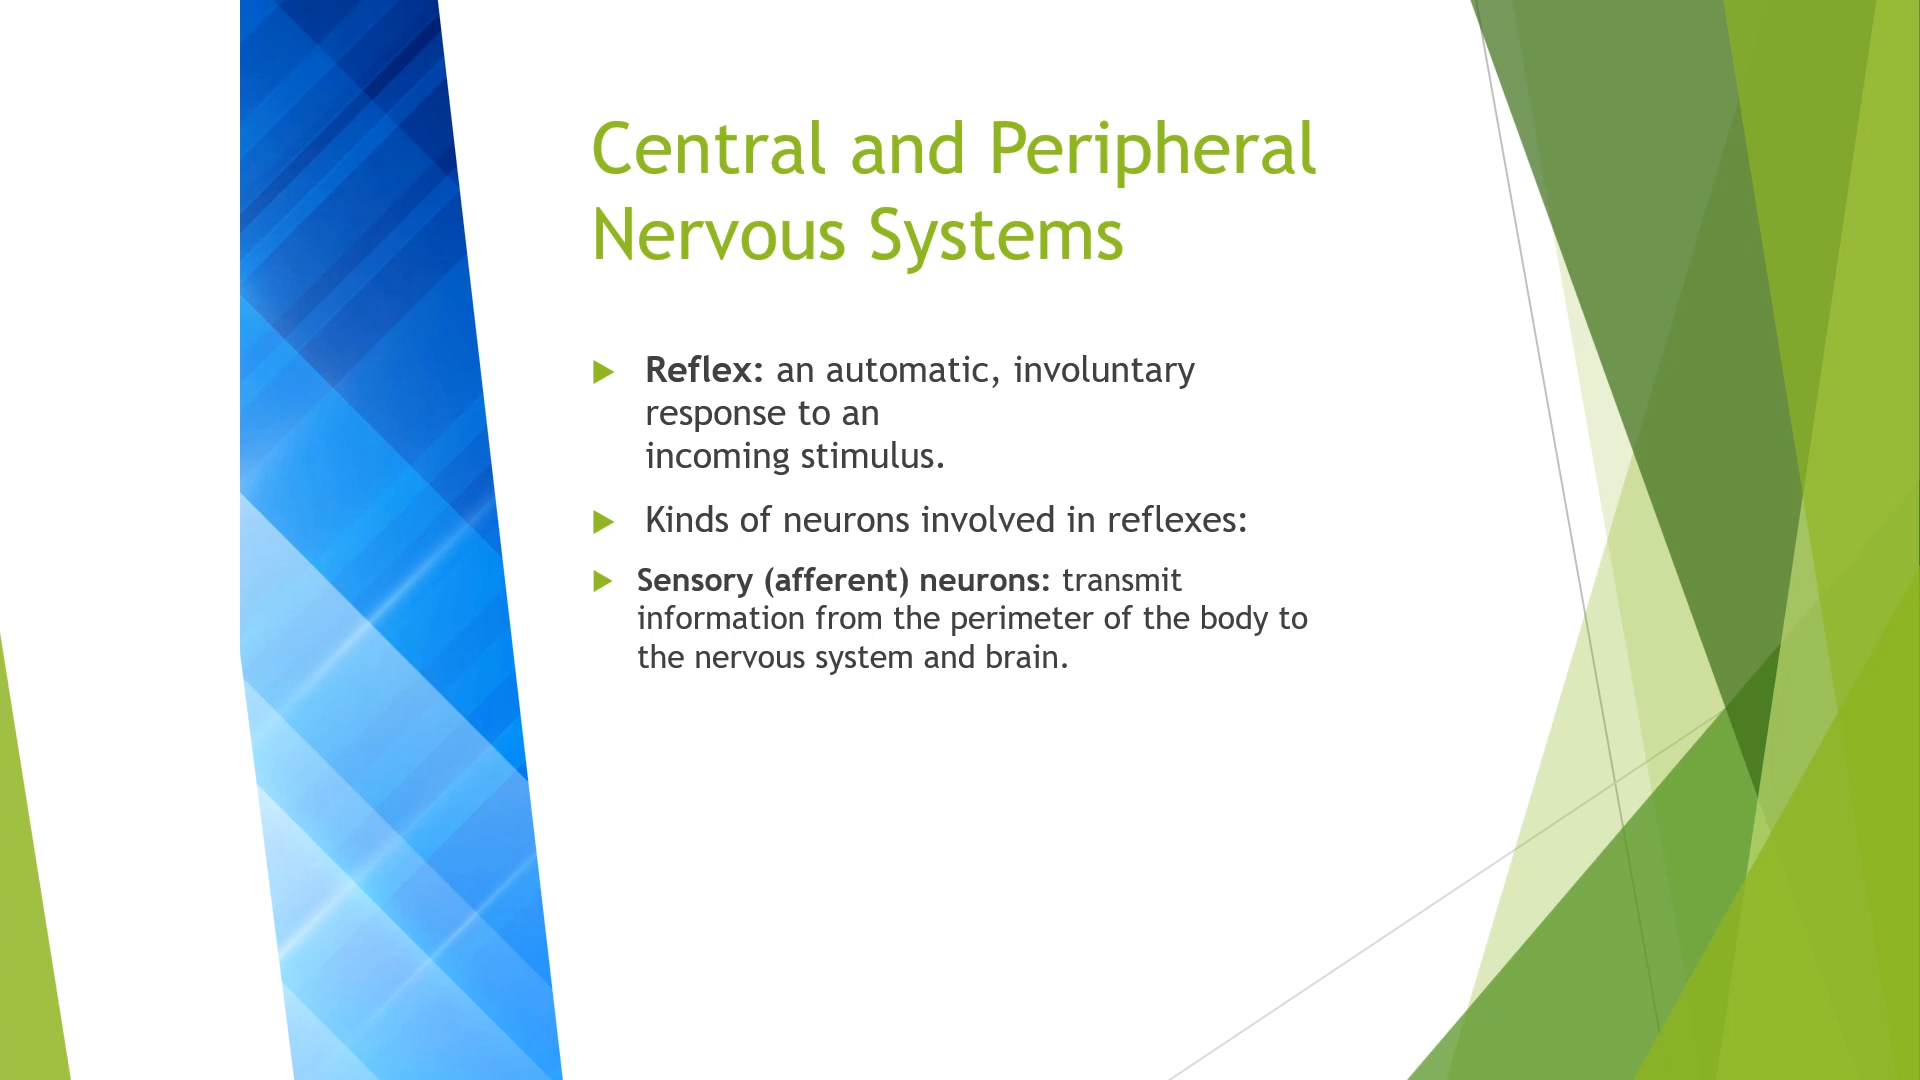 Central and Peripheral
Nervous Systems
Reflex: an automatic, involuntary
response to an
incoming stimulus.
Kinds of neurons involved in reflexes:
Sensory (afferent) neurons: transmit
information from the perimeter of the body to
the nervous system and brain.